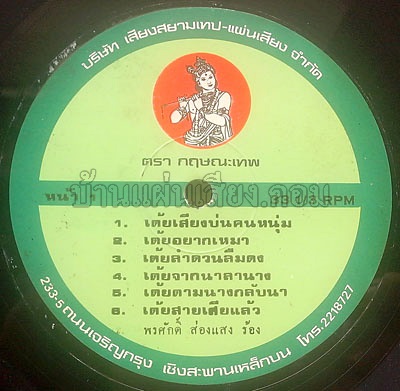 บริษัท เสียงสยามเทป-แผ่นเสียง จำกัด
ตรา กฤษณะเทพ
บ้านแผ่นเสียง.คอม
หน้า 33 1/3 RPM
1. เต้ยเสียงบ่นคนหนุ่ม
2. เต้ยอยากเหมา
3. เต้ยลำดวนลืมดง
4. เต้ยจากนาลานาง
5. เต้ยตามนางกลับนา
6. เต้ยสายเสียแล้ว
พรศักดิ์ ส่องแสง ร้อง
233-5 ถนนเจริญกรุง เชิงสะพานเหล็กบน โทร.2218727